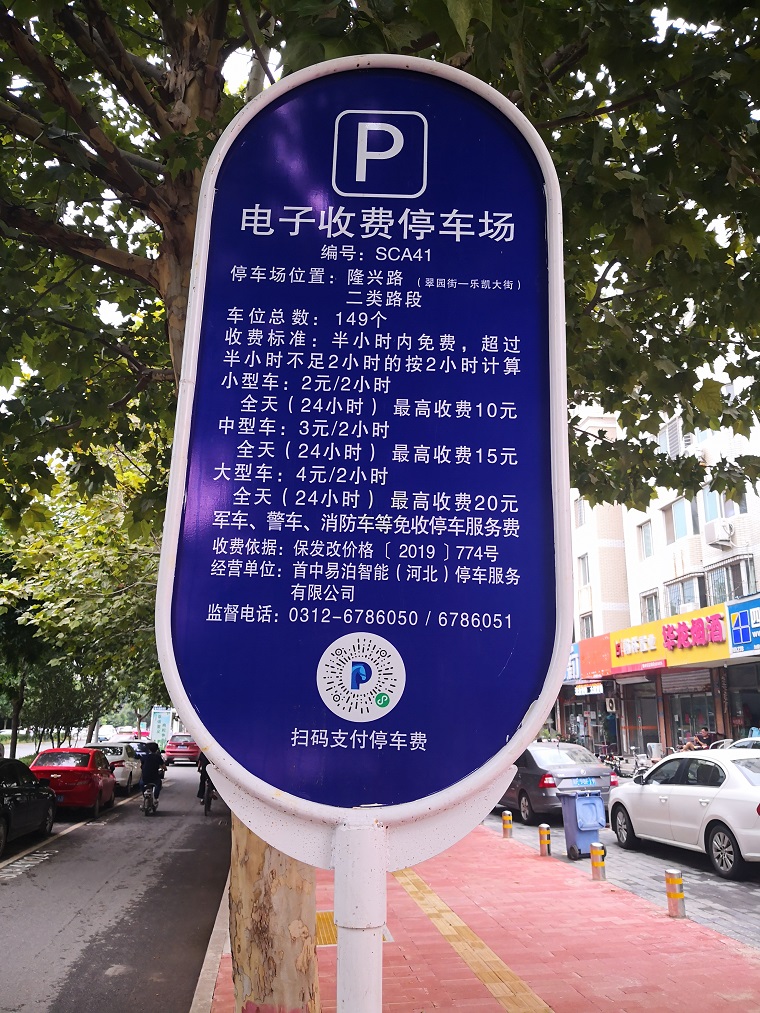 P
电子收费停车场
编号：SCA41
停车场位置：隆兴路（翠园街—乐凯大街）
二类路段
车位总数：149个
收费标准：半小时内免费，超过
半小时不足2小时的按2小时计算
小型车：2元/2小时
全天（24小时） 最高收费10元
中型车：3元/2小时
全天（24小时） 最高收费15元
大型车：4元/2小时
全天（24小时） 最高收费20元
军车、警车、消防车等免收停车服务费
收费依据：保发改价格〔2019〕774号
经营单位：首中易泊智能（河北）停车服务
有限公司
监督电话：0312-6786050 / 6786051
P
扫码支付停车费